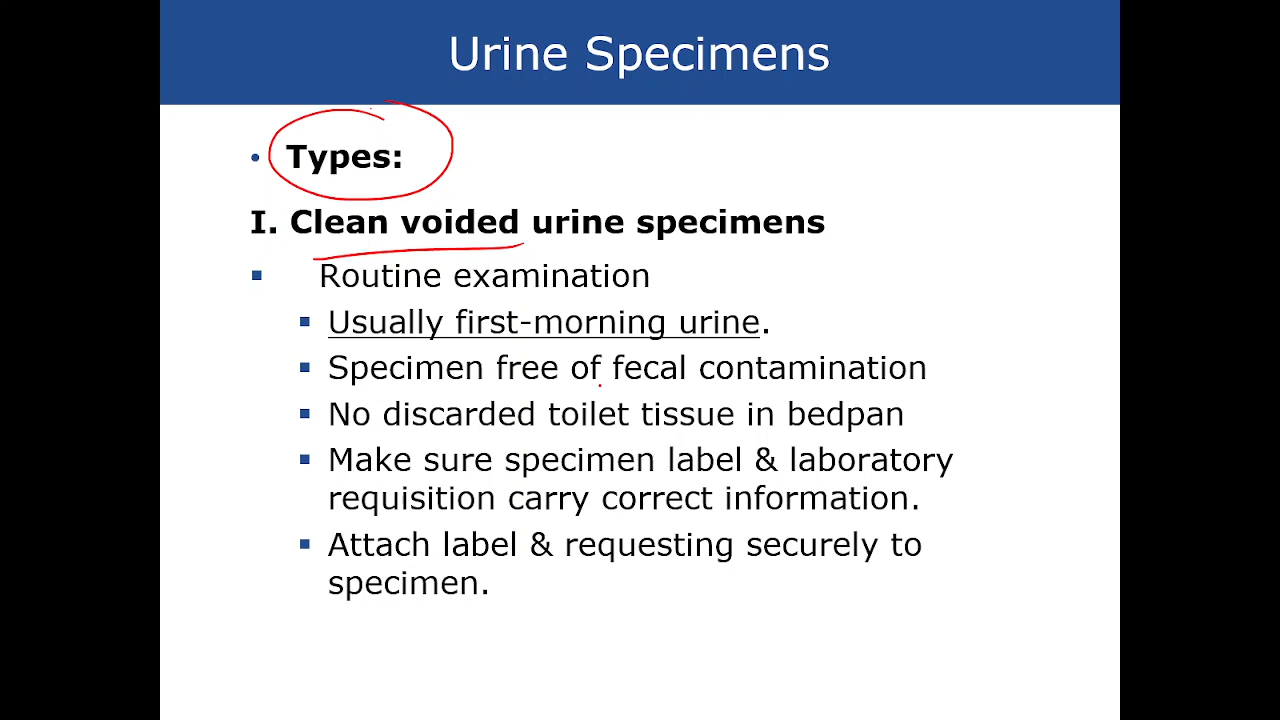 Urine Specimens
• Types:
I. Clean voided urine specimens
▪ Routine examination
▪ Usually first-morning urine.
▪ Specimen free of fecal contamination
▪ No discarded toilet tissue in bedpan
▪ Make sure specimen label & laboratory
requisition carry correct information.
▪ Attach label & requesting securely to
specimen.